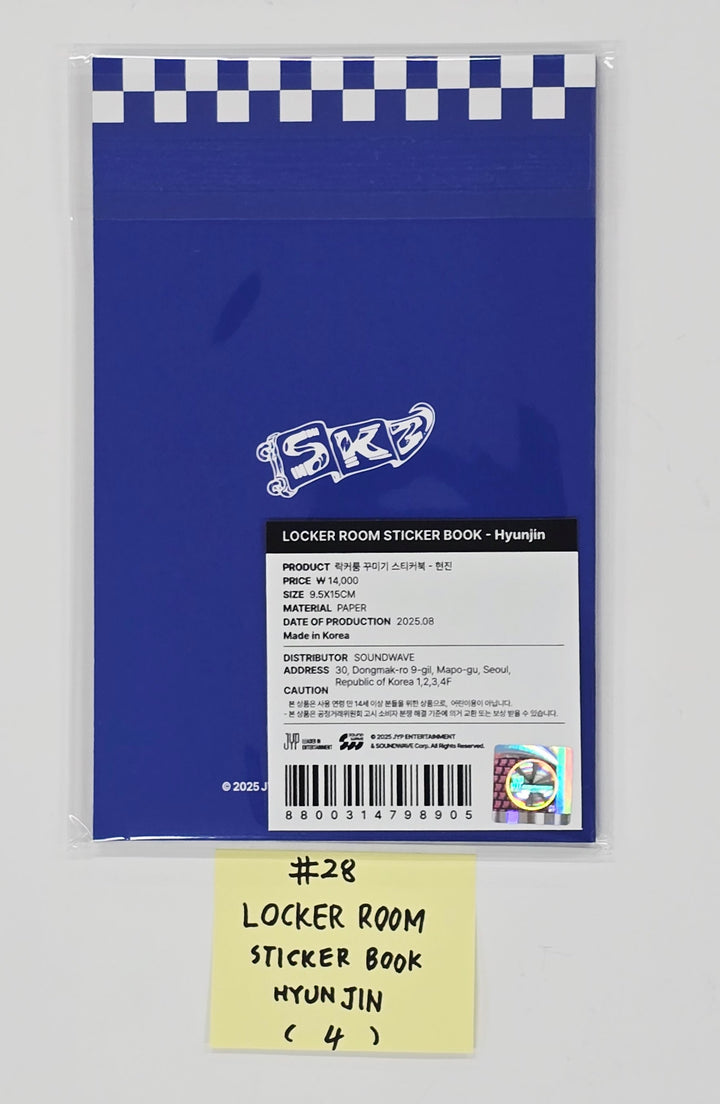 SKZ
LOCKER ROOM STICKER BOOK - Hyunjin
PRODUCT 락커룸 꾸미기 스티커북 - 현진
PRICE ₩ 14,000
SIZE 9.5X15CM
MATERIAL PAPER
DATE OF PRODUCTION 2025.08
Made in Korea
DISTRIBUTOR SOUNDWAVE
ADDRESS 30, Dongmak-ro 9-gil, Mapo-gu, Seoul,
Republic of Korea 1,2,3,4F
CAUTION
본 상품은 사용 연령 만 14세 이상 분들을 위한 상품으로, 어린이용이 아닙니다.
- 본 상품은 공정거래위원회 고시 소비자 분쟁 해결 기준에 의거 교환 또는 보상 받을 수 있습니다.
JYP LEADER IN ENTERTAINMENT
SOUND WAVE
© 2025 JYP ENTERTAINMENT
& SOUNDWAVE Corp. All Rights Reserved.
© 2025 J
8800314798905
#28
LOCKER ROOM
STICKER BOOK
HYUNJIN
( 4 )